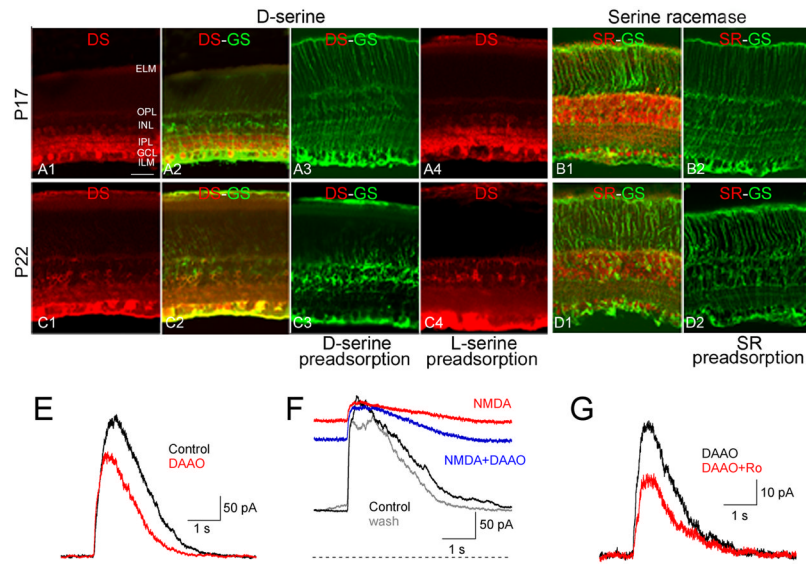 D-serine Serine racemase
P17
DS DS-GS DS-GS DS SR-GS SR-GS
ELM
OPL
INL
IPL
GCL
ILM
A1 A2 A3 A4 B1 B2
P22
DS DS-GS DS-GS DS SR-GS SR-GS
C1 C2 C3 C4 D1 D2
D-serine preadsorption
L-serine preadsorption
SR preadsorption
E
Control
DAAO
50 pA
1 s
F
NMDA
NMDA+DAAO
Control
wash
50 pA
1 s
G
DAAO
DAAO+Ro
10 pA
1 s